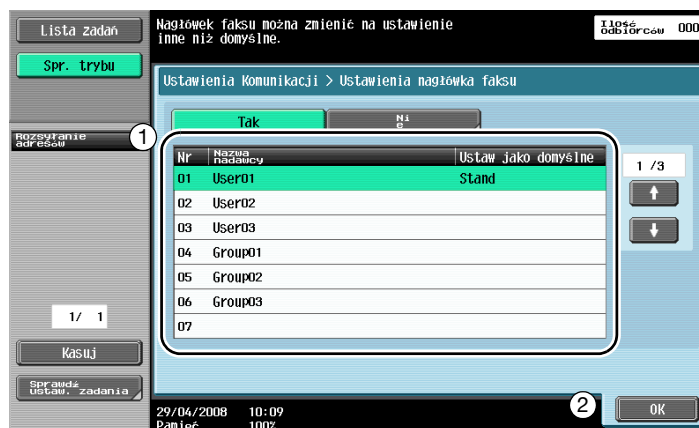 Lista zadań
Spr. trybu
Rozsyłanie adresów
1
1/ 1
Kasuj
Sprawdź
ustaw. zadania
Nagłówek faksu można zmienić na ustawienie
inne niż domyślne.
Ilość
odbiorców 000
Ustawienia Komunikacji > Ustawienia nagłówka faksu
Tak
Ni
e
Nr Nazwa nadawcy Ustaw jako domyślne
01 User01 Stand
02 User02
03 User03
04 Group01
05 Group02
06 Group03
07
1 /3
29/04/2008 10:09
Pamięć 100%
2
OK